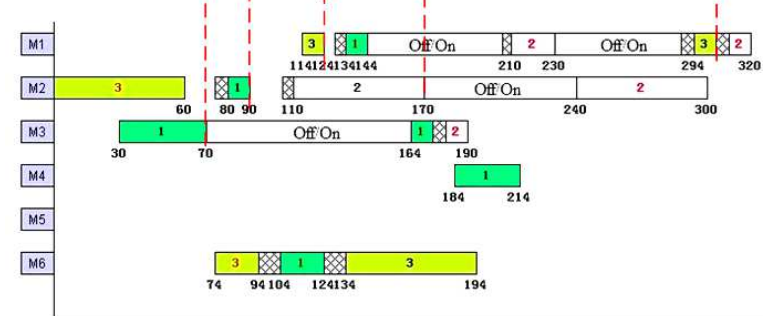 M1 3 1 Off/On 2 Off/On 3 2
114124134144 210 230 294 320
M2 3 1 2 Off/On 2
60 80 90 110 170 240 300
M3 1 Off/On 1 2
30 70 164 190
M4 1
184 214
M5
M6 3 1 3
74 94 104 124134 194